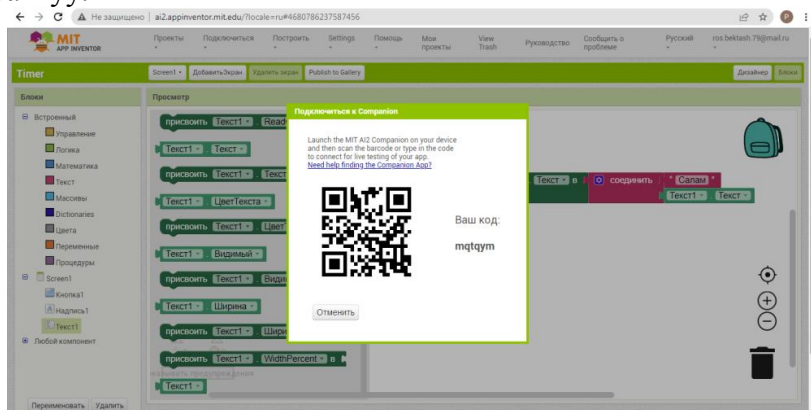 Не защищено | ai2.appinventor.mit.edu/?locale=ru#4680786237587456
MIT
APP INVENTOR
Проекты
Подключиться
Построить
Settings
Помощь
Мои проекты
View Trash
Руководство
Сообщить о проблеме
Русский
ros.bektash.79@mail.ru
Timer
Screen1
ДобавитьЭкран
Удалить экран
Publish to Gallery
Дизайнер
Блоки
Блоки
Просмотр
Встроенный
Управление
Логика
Математика
Текст
Массивы
Dictionaries
Цвета
Переменные
Процедуры
Screen1
Кнопка1
Надпись1
Текст1
Любой компонент
Переименовать
Удалить
присвоить Текст1 . Read
Текст1 . Текст
присвоить Текст1 . Текст
Текст1 . ЦветТекста
присвоить Текст1 . Цвет
Текст1 . Видимый
присвоить Текст1 . Види
Текст1 . Ширина
присвоить Текст1 . Шири
присвоить Текст1 . WidthPercent в
Текст1
Подключиться к Companion
Launch the MIT AI2 Companion on your device
and then scan the barcode or type in the code
to connect for live testing of your app.
Need help finding the Companion App?
Ваш код:
mqtqym
Отменить
. Текст в соединить " Салам "
Текст1 . Текст